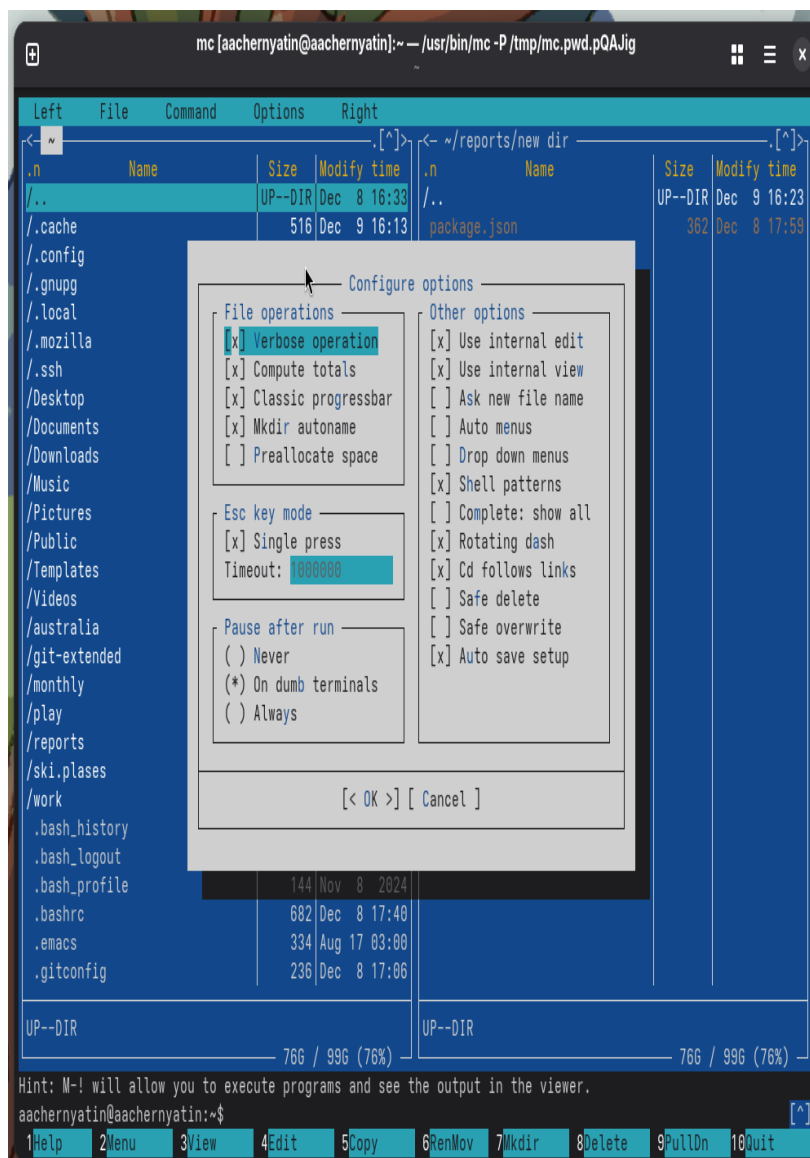 mc [aachernyatin@aachernyatin]:~ — /usr/bin/mc -P /tmp/mc.pwd.pQAJig
~
Left File Command Options Right
<- ~ .[^]>
.n Name Size Modify time
/.. UP--DIR Dec 8 16:33
/.cache 516 Dec 9 16:13
/.config
/.gnupg
/.local
/.mozilla
/.ssh
/Desktop
/Documents
/Downloads
/Music
/Pictures
/Public
/Templates
/Videos
/australia
/git-extended
/monthly
/play
/reports
/ski.plases
/work
.bash_history
.bash_logout
.bash_profile 144 Nov 8 2024
.bashrc 682 Dec 8 17:40
.emacs 334 Aug 17 03:00
.gitconfig 236 Dec 8 17:06
UP--DIR
76G / 99G (76%)
<- ~/reports/new dir .[^]>
.n Name Size Modify time
/.. UP--DIR Dec 9 16:23
package.json 362 Dec 8 17:59
UP--DIR
76G / 99G (76%)
Configure options
File operations
[x] Verbose operation
[x] Compute totals
[x] Classic progressbar
[x] Mkdir autoname
[ ] Preallocate space
Esc key mode
[x] Single press
Timeout: 1000000
Pause after run
( ) Never
(*) On dumb terminals
( ) Always
Other options
[x] Use internal edit
[x] Use internal view
[ ] Ask new file name
[ ] Auto menus
[ ] Drop down menus
[x] Shell patterns
[ ] Complete: show all
[x] Rotating dash
[x] Cd follows links
[ ] Safe delete
[ ] Safe overwrite
[x] Auto save setup
[< OK >] [ Cancel ]
Hint: M-! will allow you to execute programs and see the output in the viewer.
aachernyatin@aachernyatin:~$ [^]
1Help 2Menu 3View 4Edit 5Copy 6RenMov 7Mkdir 8Delete 9PullDn 10Quit